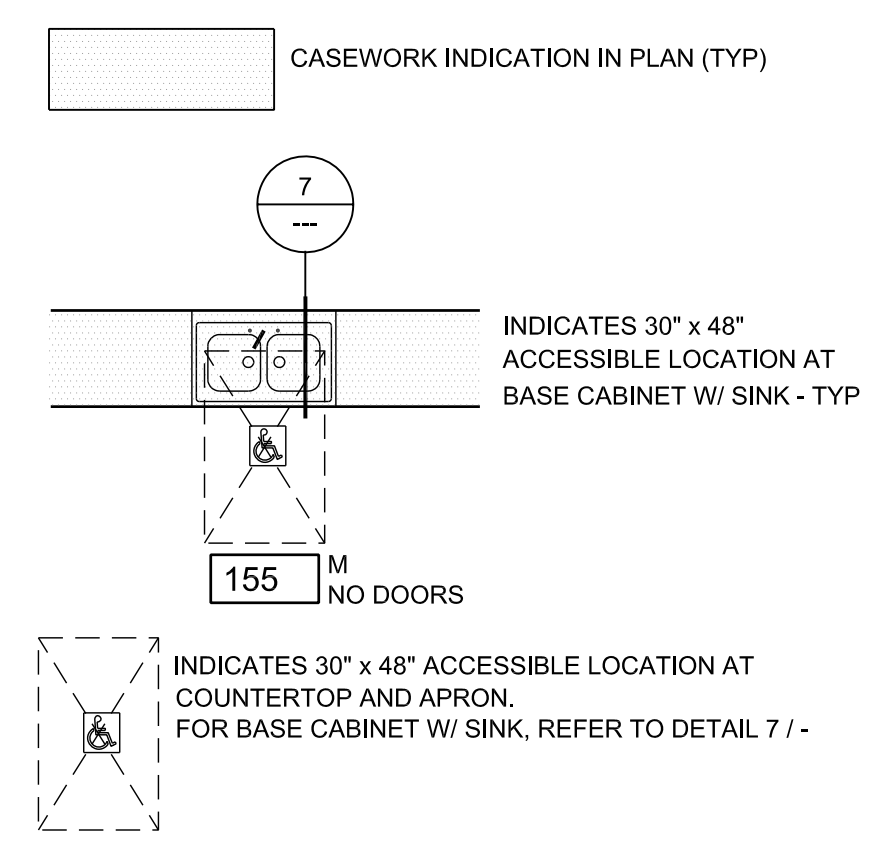 CASEWORK INDICATION IN PLAN (TYP)
7
---
INDICATES 30" x 48"
ACCESSIBLE LOCATION AT
BASE CABINET W/ SINK - TYP
155
M
NO DOORS
INDICATES 30" x 48" ACCESSIBLE LOCATION AT
COUNTERTOP AND APRON.
FOR BASE CABINET W/ SINK, REFER TO DETAIL 7 / -